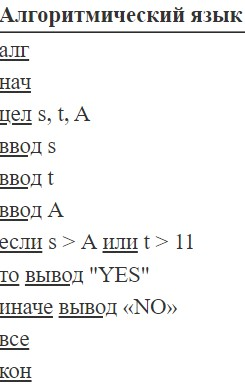 Алгоритмический язык
алг
нач
цел s, t, A
ввод s
ввод t
ввод A
если s > A или t > 11
то вывод "YES"
иначе вывод «NO»
все
кон